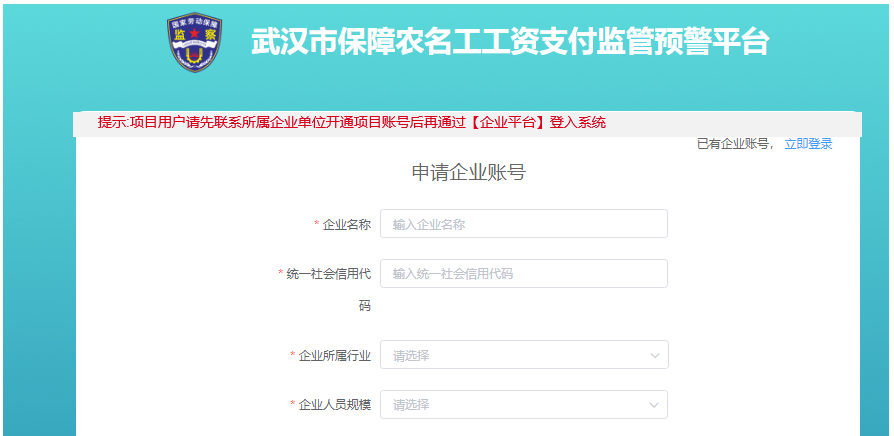 国家劳动保障
监察
武汉市保障农名工工资支付监管预警平台
提示:项目用户请先联系所属企业单位开通项目账号后再通过【企业平台】登入系统
已有企业账号， 立即登录
申请企业账号
* 企业名称 输入企业名称
* 统一社会信用代 输入统一社会信用代码
码
* 企业所属行业 请选择
* 企业人员规模 请选择